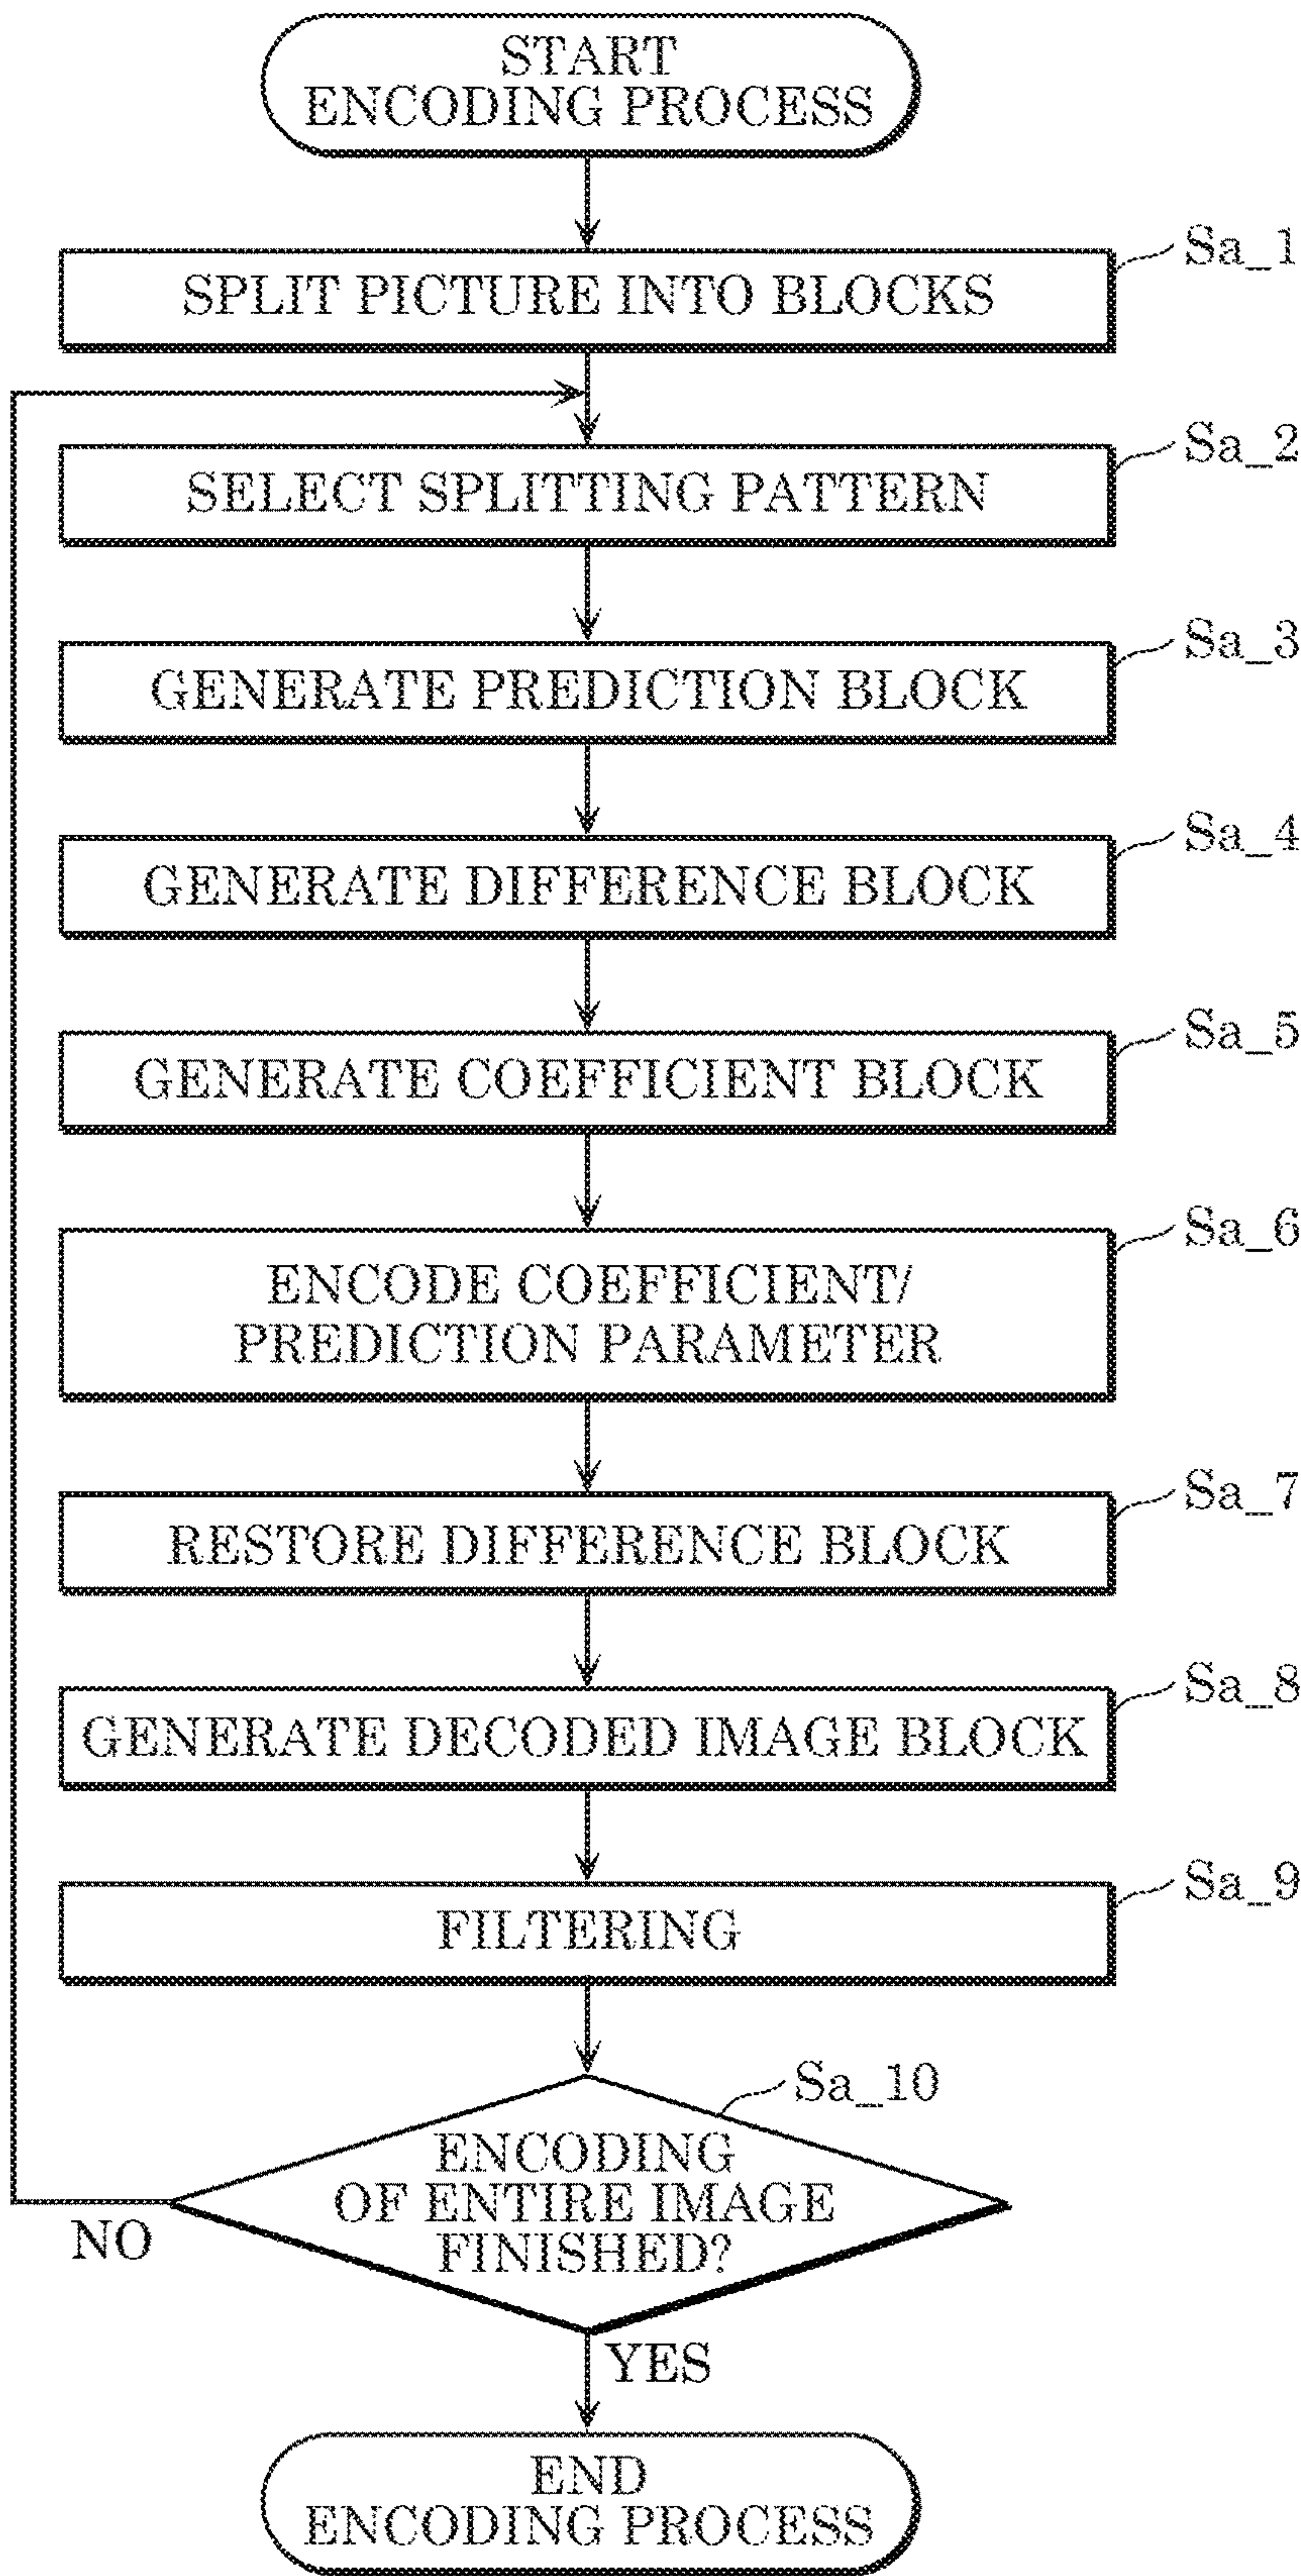 START
ENCODING PROCESS
Sa_1
SPLIT PICTURE INTO BLOCKS
Sa_2
SELECT SPLITTING PATTERN
Sa_3
GENERATE PREDICTION BLOCK
Sa_4
GENERATE DIFFERENCE BLOCK
Sa_5
GENERATE COEFFICIENT BLOCK
Sa_6
ENCODE COEFFICIENT/
PREDICTION PARAMETER
Sa_7
RESTORE DIFFERENCE BLOCK
Sa_8
GENERATE DECODED IMAGE BLOCK
Sa_9
FILTERING
Sa_10
ENCODING
OF ENTIRE IMAGE
FINISHED?
NO
YES
END
ENCODING PROCESS